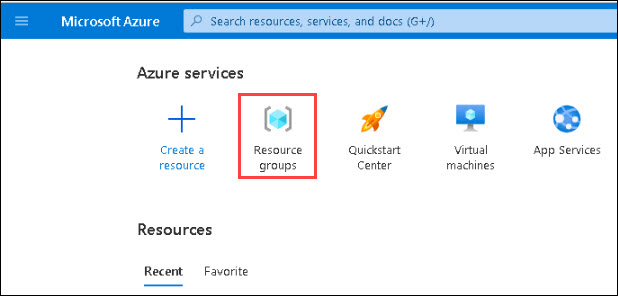 Microsoft Azure
Search resources, services, and docs (G+/)
Azure services
Create a resource
Resource groups
Quickstart Center
Virtual machines
App Services
Resources
Recent Favorite